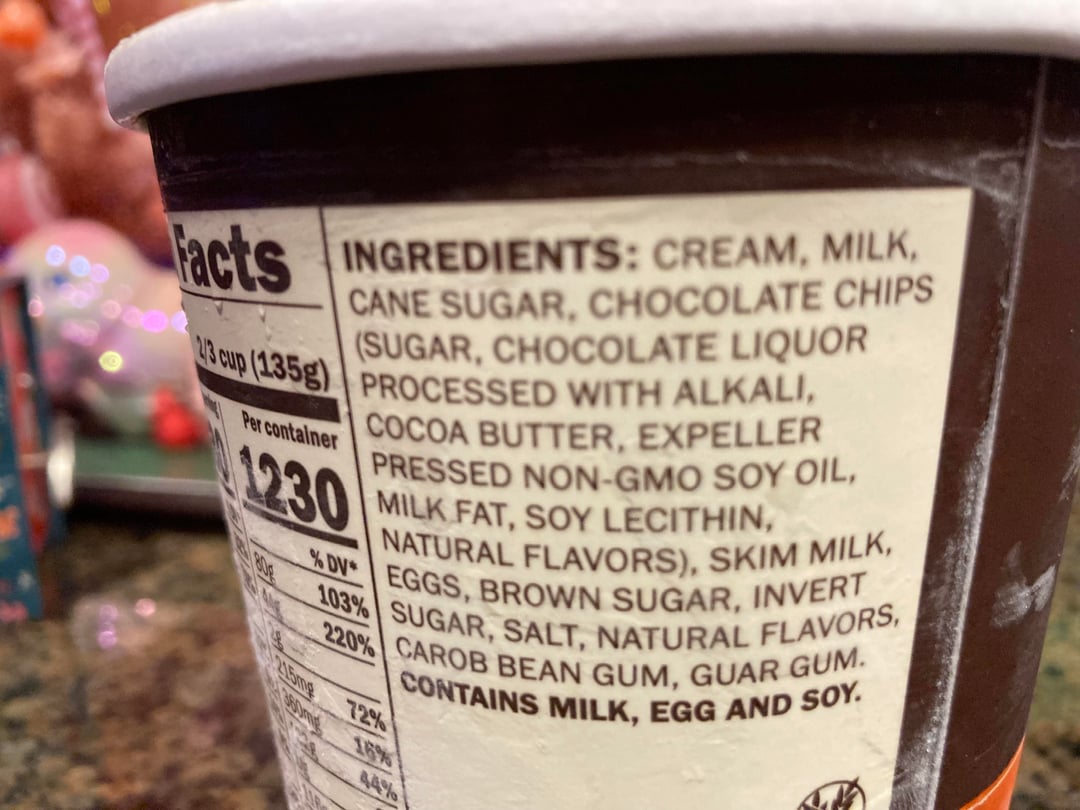 Facts
2/3 cup (135g)
Per container
1230
% DV*
80g 103%
220%
215mg 72%
360mg 16%
44%
INGREDIENTS: CREAM, MILK,
CANE SUGAR, CHOCOLATE CHIPS
(SUGAR, CHOCOLATE LIQUOR
PROCESSED WITH ALKALI,
COCOA BUTTER, EXPELLER
PRESSED NON-GMO SOY OIL,
MILK FAT, SOY LECITHIN,
NATURAL FLAVORS), SKIM MILK,
EGGS, BROWN SUGAR, INVERT
SUGAR, SALT, NATURAL FLAVORS,
CAROB BEAN GUM, GUAR GUM.
CONTAINS MILK, EGG AND SOY.